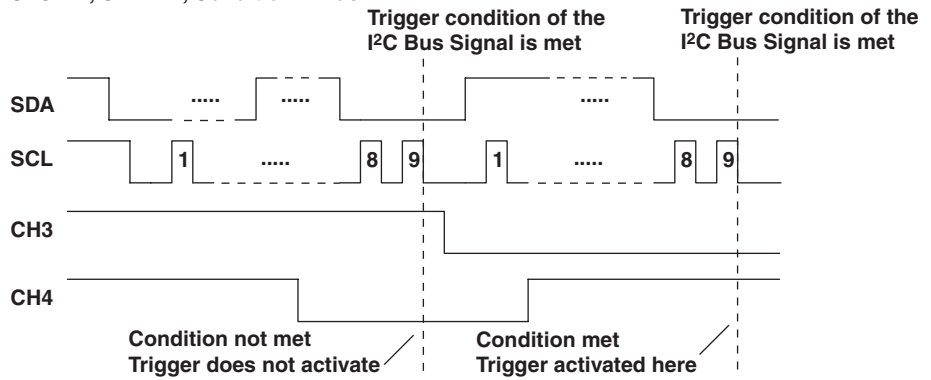 Trigger condition of the
I2C Bus Signal is met
Trigger condition of the
I2C Bus Signal is met
SDA
..... ..... .....
SCL
1 ..... 8 9 1 ..... 8 9
CH3
CH4
Condition not met
Trigger does not activate
Condition met
Trigger activated here